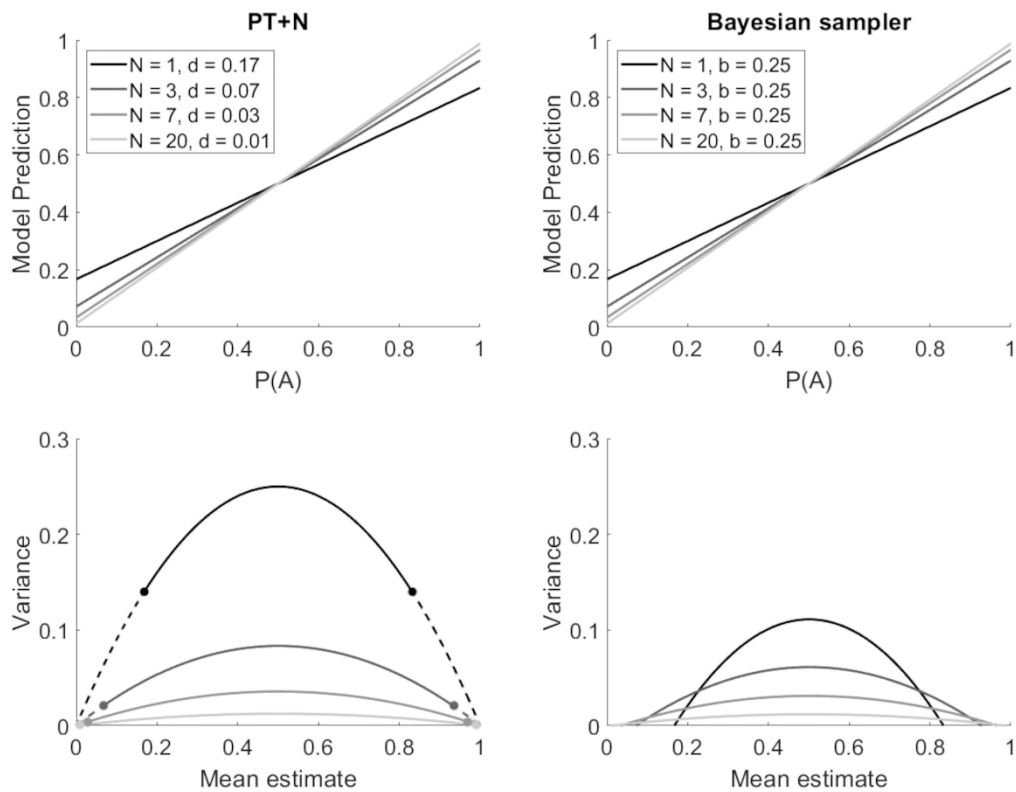 PT+N
1
0.8
0.6
0.4
0.2
0
Model Prediction
N = 1, d = 0.17
N = 3, d = 0.07
N = 7, d = 0.03
N = 20, d = 0.01
0 0.2 0.4 0.6 0.8 1
P(A)
Bayesian sampler
1
0.8
0.6
0.4
0.2
0
Model Prediction
N = 1, b = 0.25
N = 3, b = 0.25
N = 7, b = 0.25
N = 20, b = 0.25
0 0.2 0.4 0.6 0.8 1
P(A)
0.3
0.2
0.1
0
Variance
0 0.2 0.4 0.6 0.8 1
Mean estimate
0.3
0.2
0.1
0
Variance
0 0.2 0.4 0.6 0.8 1
Mean estimate